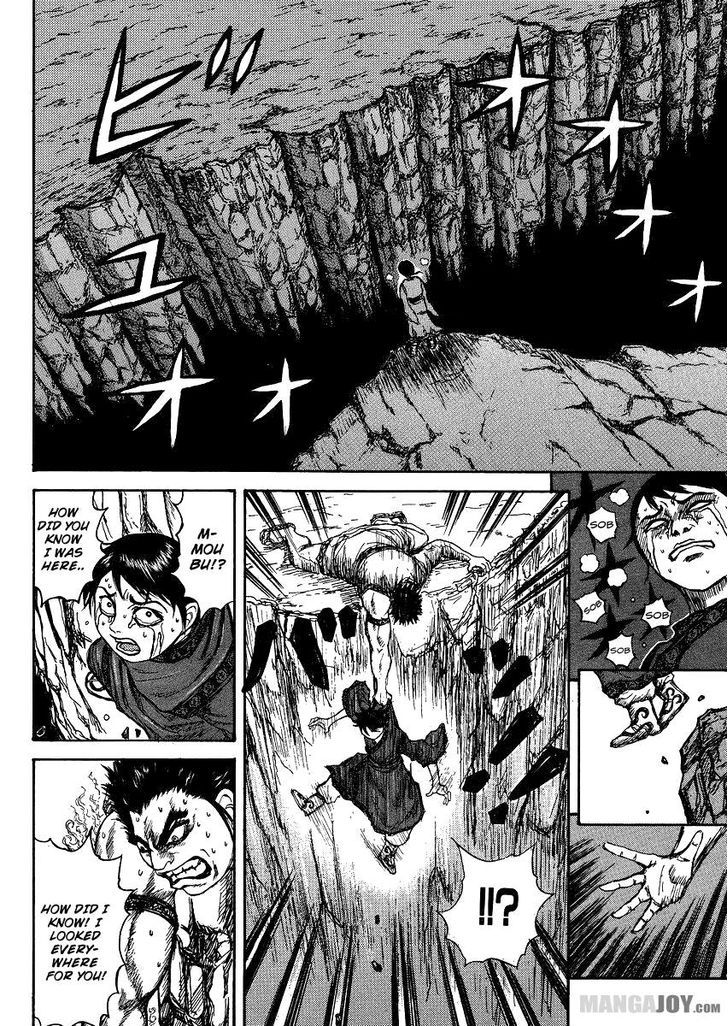 ビュオオオオオオ
SOB
SOB
SOB
SOB
!!?
M-
MOU
BU!?
HOW
DID YOU
KNOW
I WAS
HERE..
HOW DID I
KNOW! I
LOOKED
EVERY-
WHERE
FOR YOU!
MANGAJOY.com